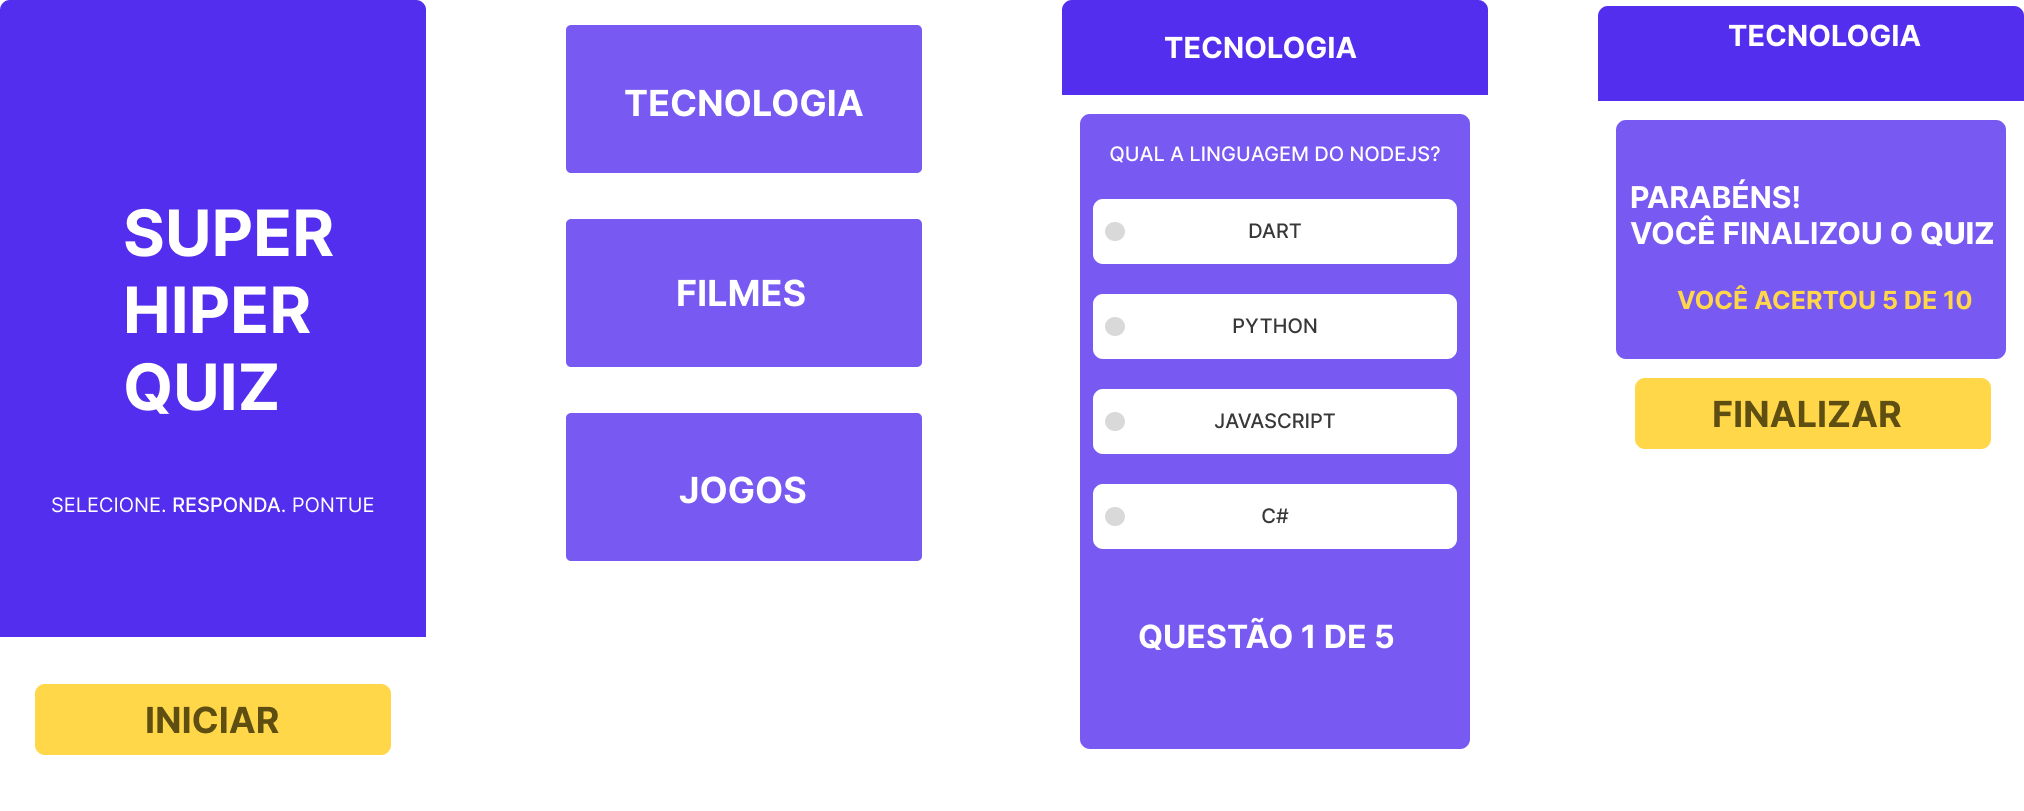 SUPER
HIPER
QUIZ
SELECIONE. RESPONDA. PONTUE
INICIAR
TECNOLOGIA
FILMES
JOGOS
TECNOLOGIA
QUAL A LINGUAGEM DO NODEJS?
DART
PYTHON
JAVASCRIPT
C#
QUESTÃO 1 DE 5
TECNOLOGIA
PARABÉNS!
VOCÊ FINALIZOU O QUIZ
VOCÊ ACERTOU 5 DE 10
FINALIZAR